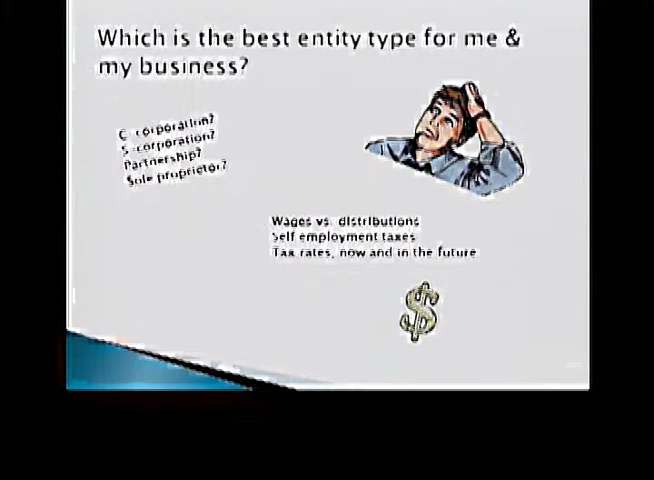 Which is the best entity type for me &
my business?
C-corporation?
S-corporation?
Partnership?
Sole proprietor?
Wages vs. distributions
Self employment taxes
Tax rates, now and in the future
$